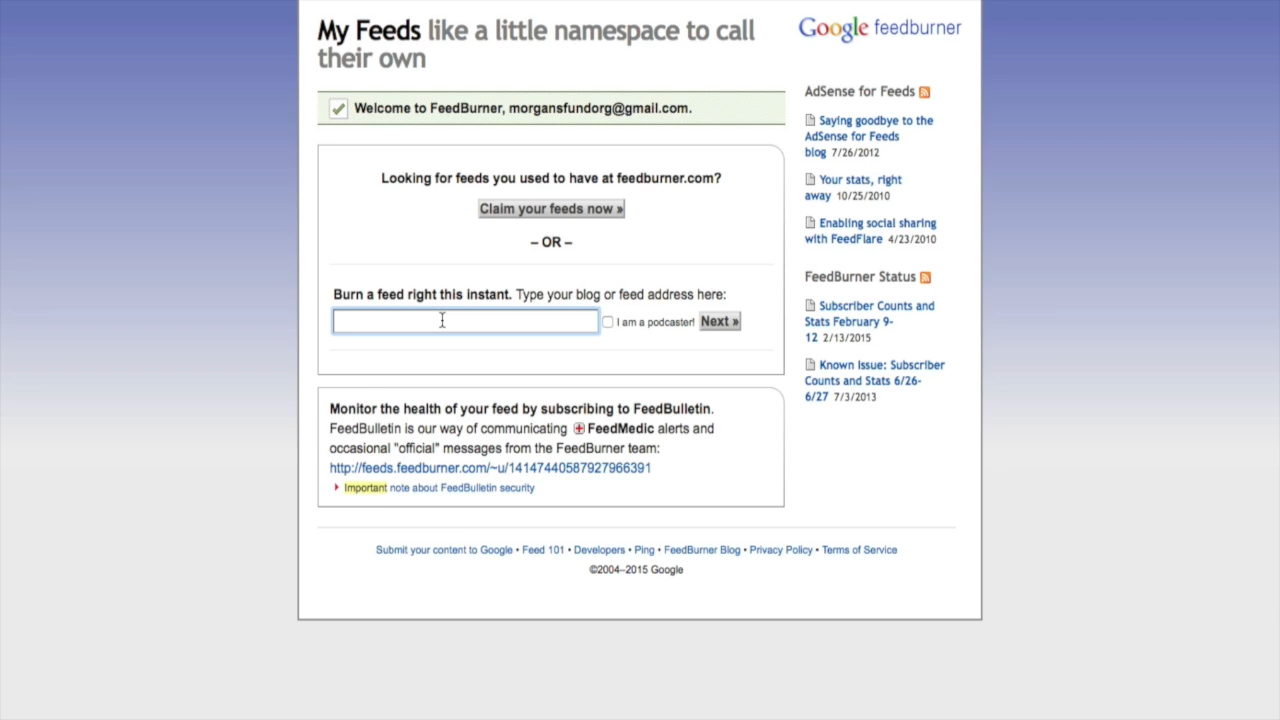 My Feeds like a little namespace to call
their own
Google feedburner
Welcome to FeedBurner, morgansfundorg@gmail.com.
Looking for feeds you used to have at feedburner.com?
Claim your feeds now »
– OR –
Burn a feed right this instant. Type your blog or feed address here:
I am a podcaster! Next »
Monitor the health of your feed by subscribing to FeedBulletin.
FeedBulletin is our way of communicating FeedMedic alerts and
occasional "official" messages from the FeedBurner team:
http://feeds.feedburner.com/~u/14147440587927966391
Important note about FeedBulletin security
AdSense for Feeds
Saying goodbye to the
AdSense for Feeds
blog 7/26/2012
Your stats, right
away 10/25/2010
Enabling social sharing
with FeedFlare 4/23/2010
FeedBurner Status
Subscriber Counts and
Stats February 9-
12 2/13/2015
Known Issue: Subscriber
Counts and Stats 6/26-
6/27 7/3/2013
Submit your content to Google • Feed 101 • Developers • Ping • FeedBurner Blog • Privacy Policy • Terms of Service
©2004–2015 Google